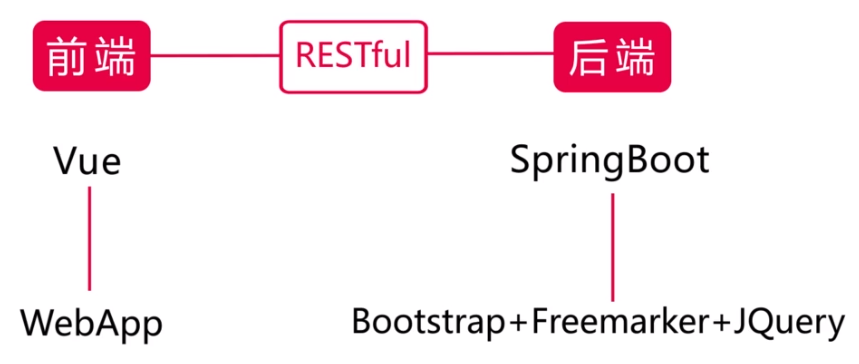 前端 RESTful 后端
Vue SpringBoot
WebApp Bootstrap+Freemarker+JQuery